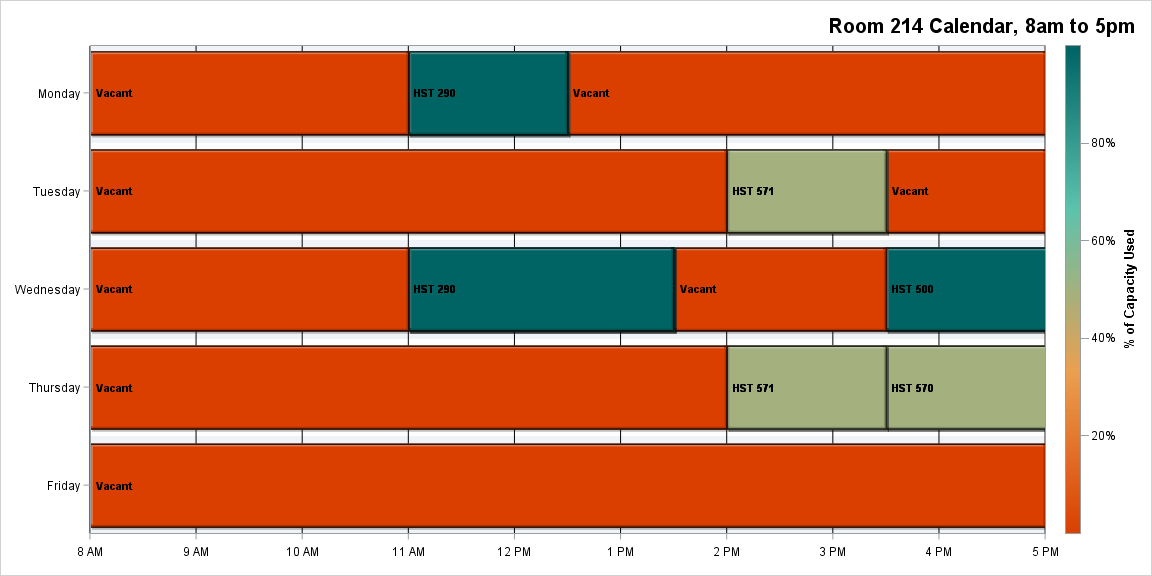 Room 214 Calendar, 8am to 5pm
Monday
Vacant
HST 290
Vacant
Tuesday
Vacant
HST 571
Vacant
Wednesday
Vacant
HST 290
Vacant
HST 500
Thursday
Vacant
HST 571
HST 570
Friday
Vacant
8 AM
9 AM
10 AM
11 AM
12 PM
1 PM
2 PM
3 PM
4 PM
5 PM
80%
60%
40%
20%
% of Capacity Used